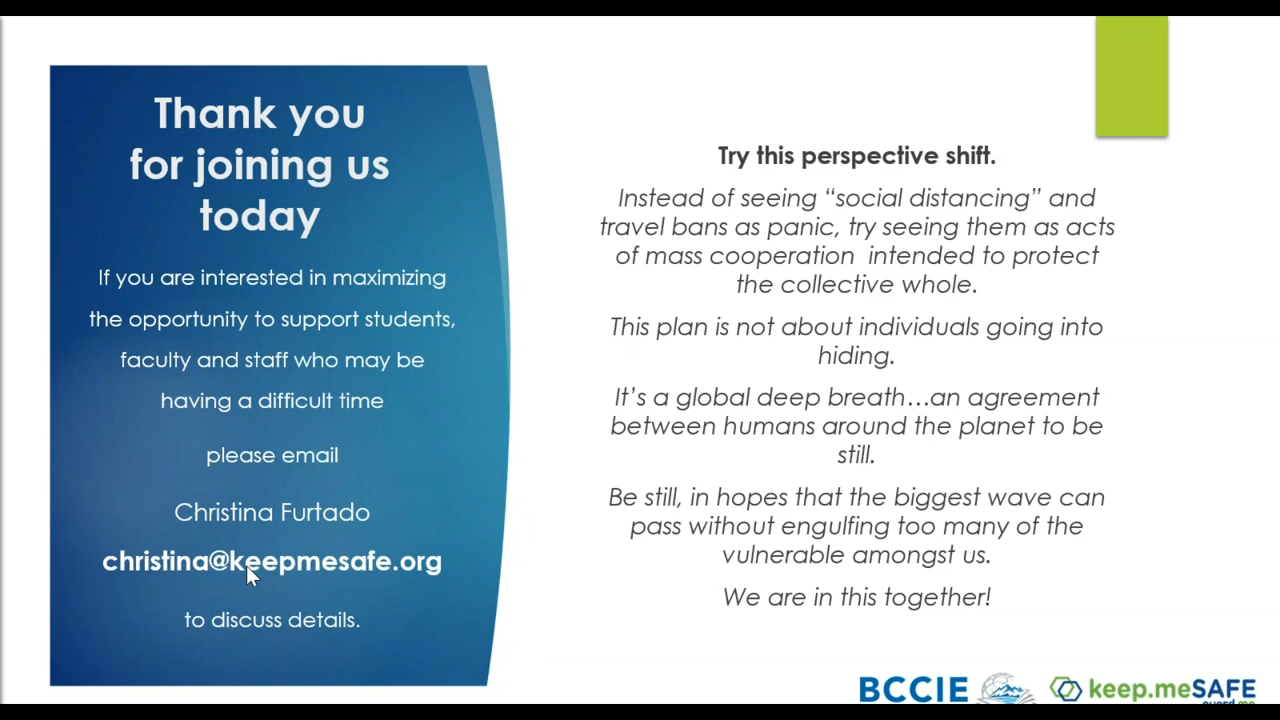 Thank you
for joining us
today
If you are interested in maximizing
the opportunity to support students,
faculty and staff who may be
having a difficult time
please email
Christina Furtado
christina@keepmesafe.org
to discuss details.
Try this perspective shift.
Instead of seeing “social distancing” and
travel bans as panic, try seeing them as acts
of mass cooperation  intended to protect
the collective whole.
This plan is not about individuals going into
hiding.
It’s a global deep breath…an agreement
between humans around the planet to be
still.
Be still, in hopes that the biggest wave can
pass without engulfing too many of the
vulnerable amongst us.
We are in this together!
BCCIE
keep.meSAFE